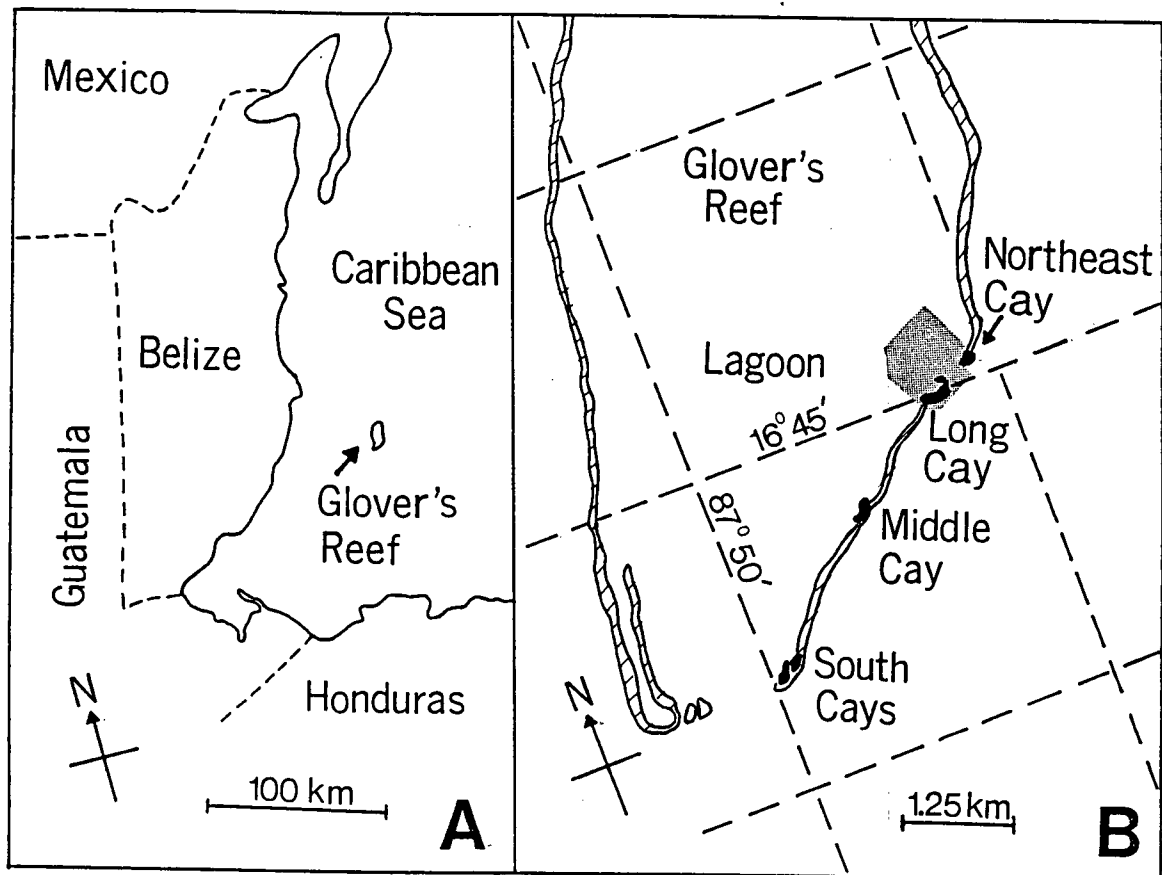 Mexico
Caribbean
Sea
Belize
Guatemala
Glover's
Reef
Honduras
N
100 km
A
Glover's
Reef
Northeast
Cay
Lagoon
16° 45'
Long
Cay
87° 50'
Middle
Cay
South
Cays
N
1.25 km
B